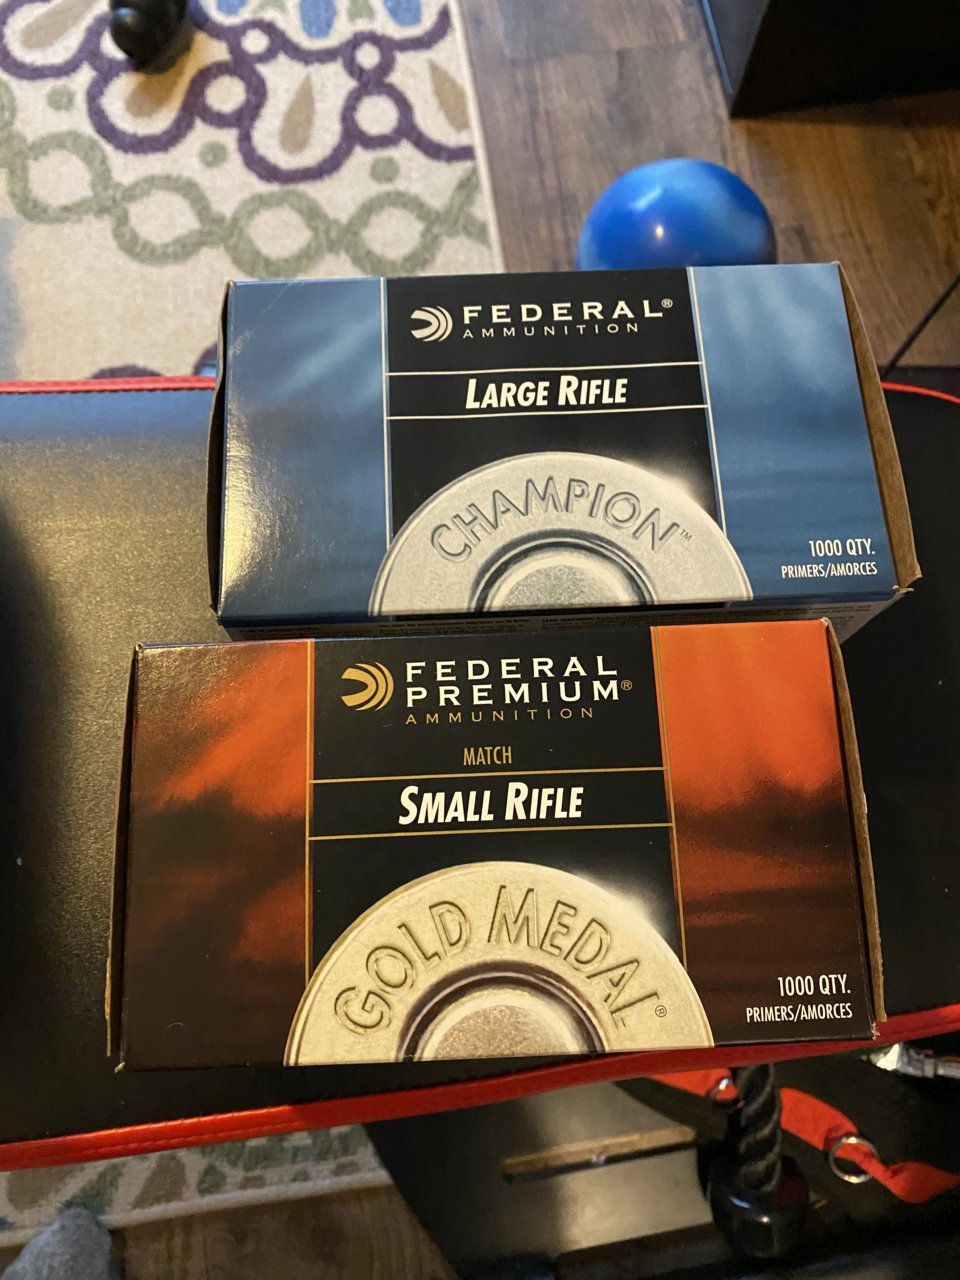 FEDERAL®
AMMUNITION
LARGE RIFLE
CHAMPION™
1000 QTY.
PRIMERS/AMORCES
FEDERAL
PREMIUM®
AMMUNITION
MATCH
SMALL RIFLE
GOLD MEDAL®
1000 QTY.
PRIMERS/AMORCES